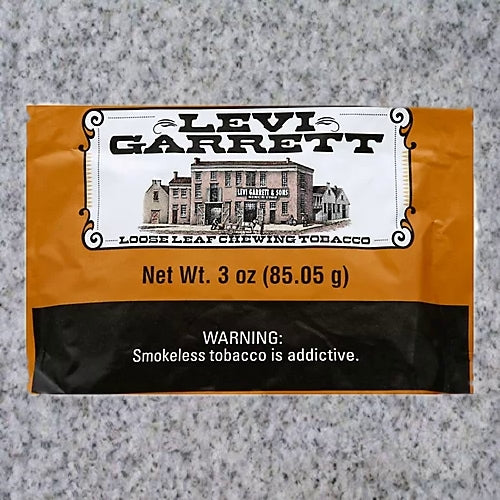 LEVI
GARRETT
LEVI GARRETT & SONS
LOOSE LEAF CHEWING TOBACCO
Net Wt. 3 oz (85.05 g)
WARNING:
Smokeless tobacco is addictive.